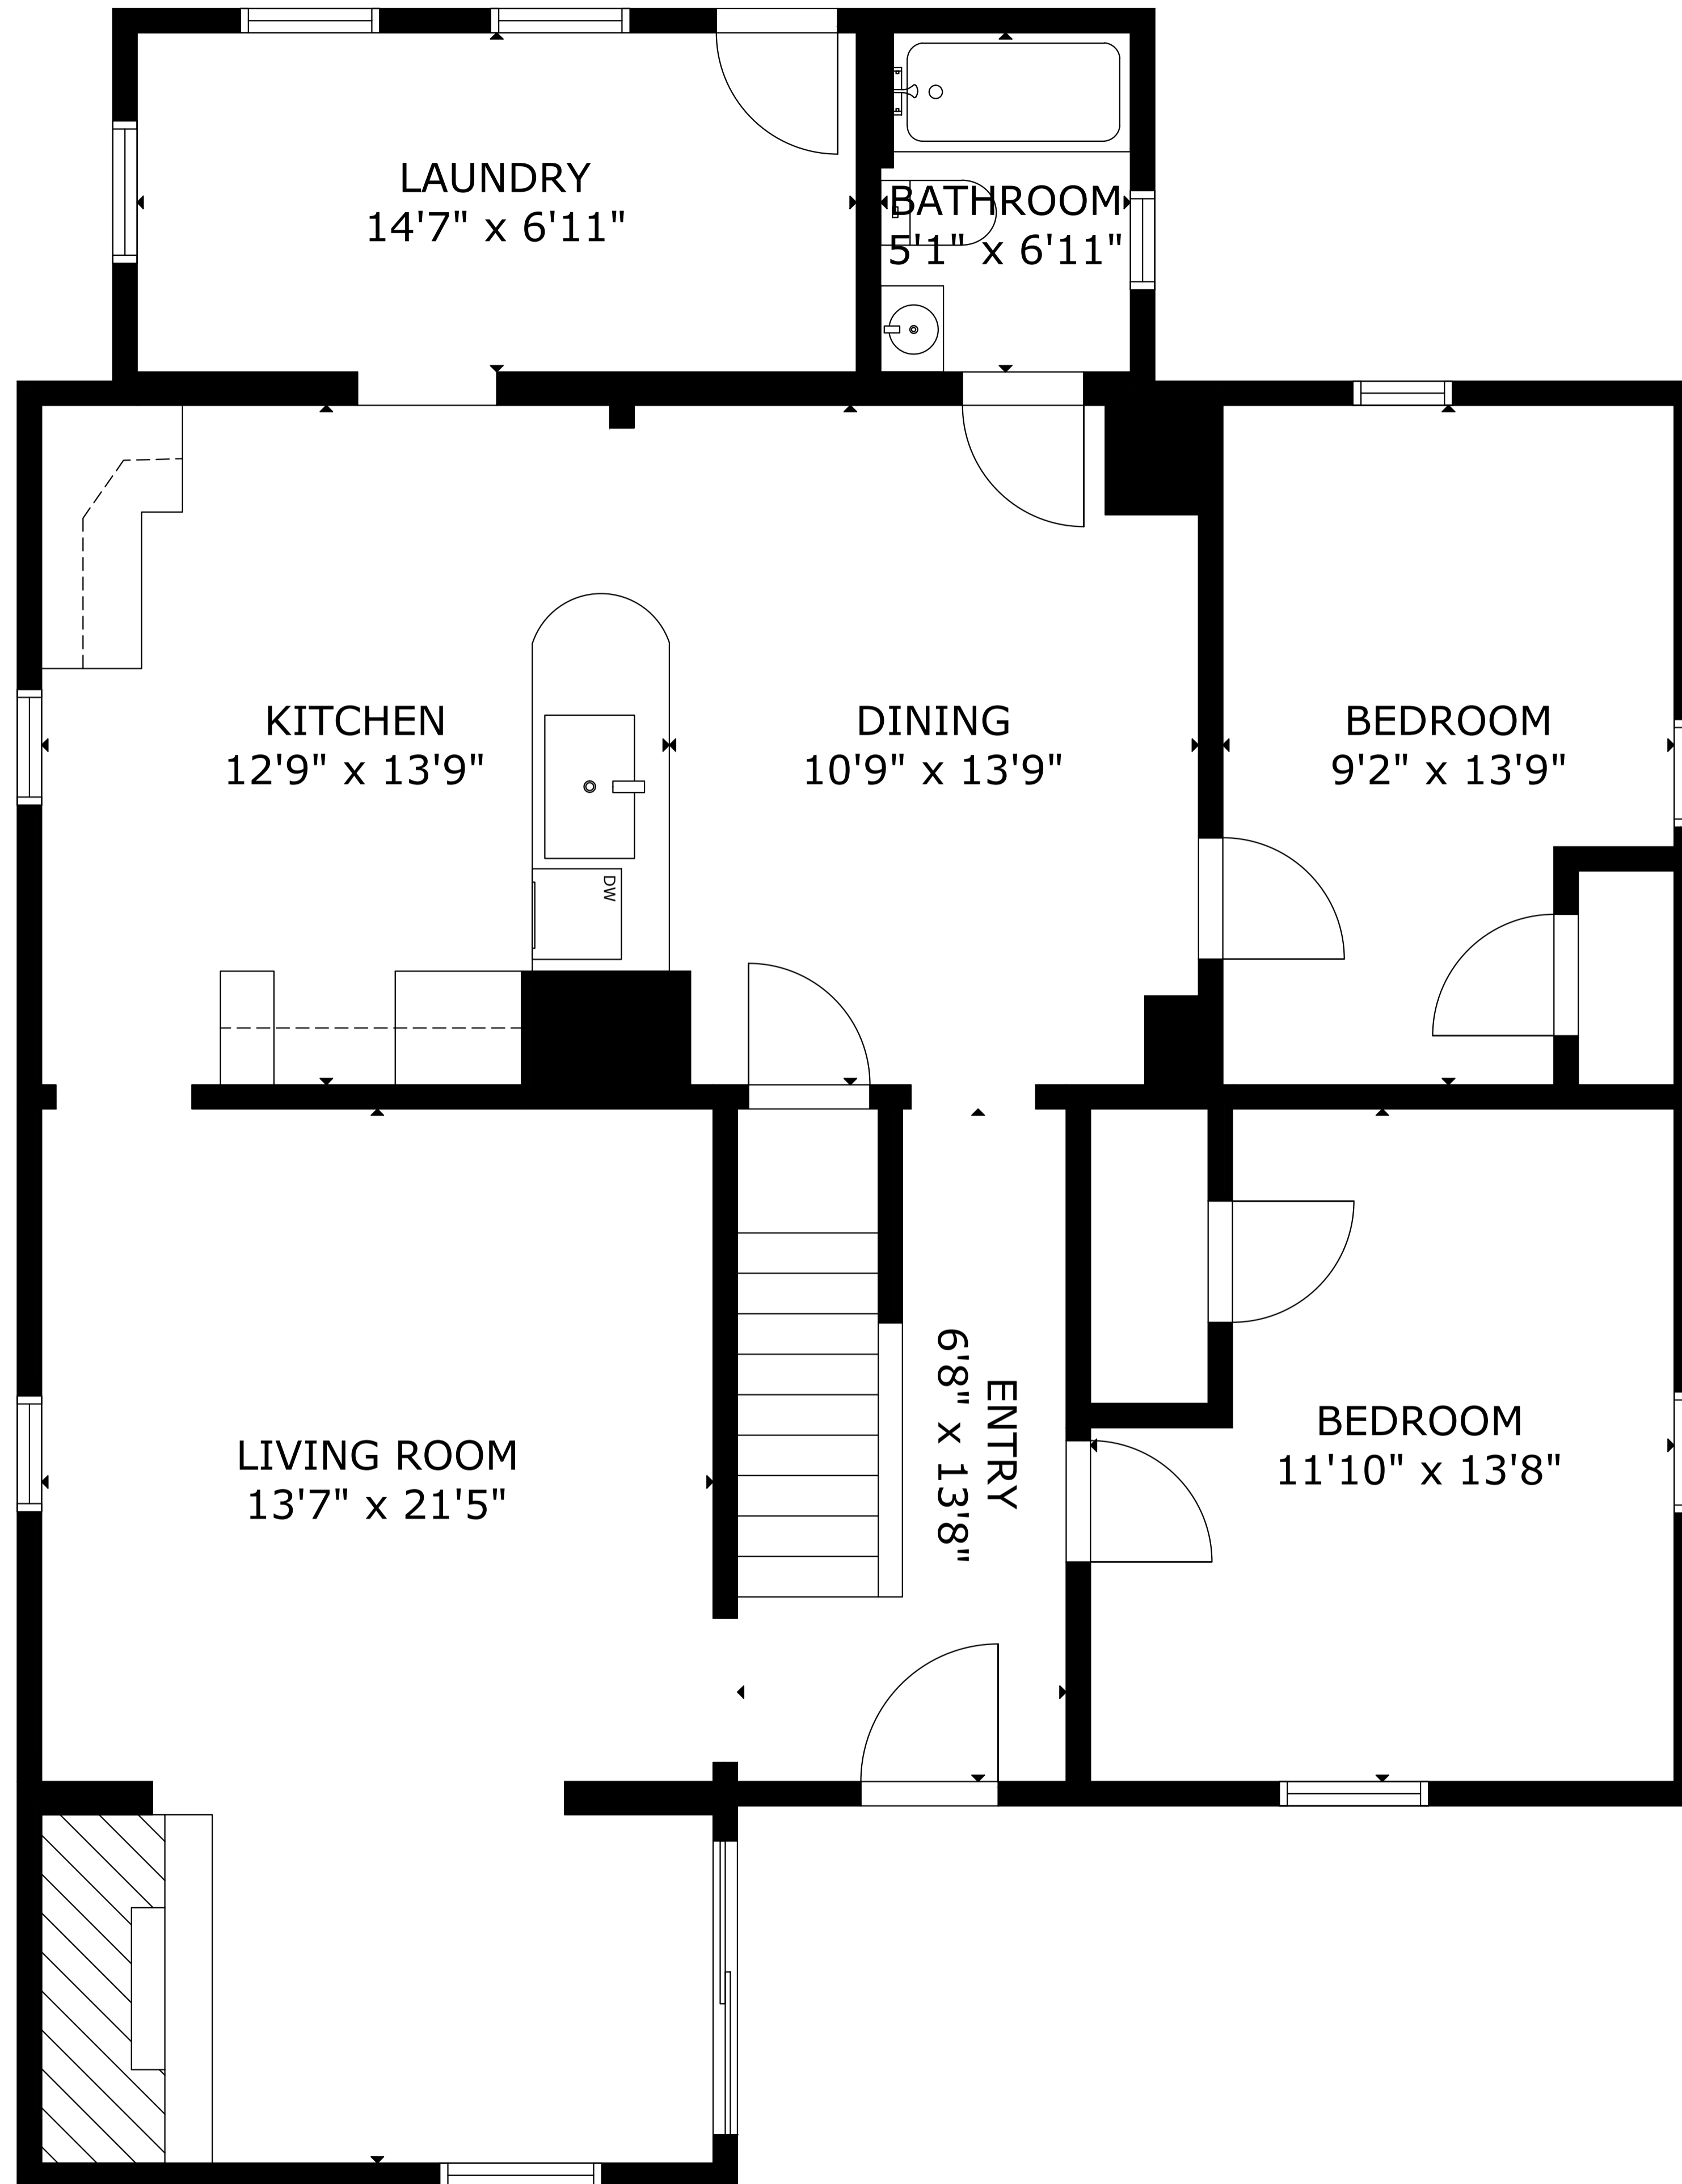 LAUNDRY
14'7" x 6'11"
BATHROOM
5'1" x 6'11"
KITCHEN
12'9" x 13'9"
DINING
10'9" x 13'9"
BEDROOM
9'2" x 13'9"
DW
LIVING ROOM
13'7" x 21'5"
ENTRY
6'8" x 13'8"
BEDROOM
11'10" x 13'8"